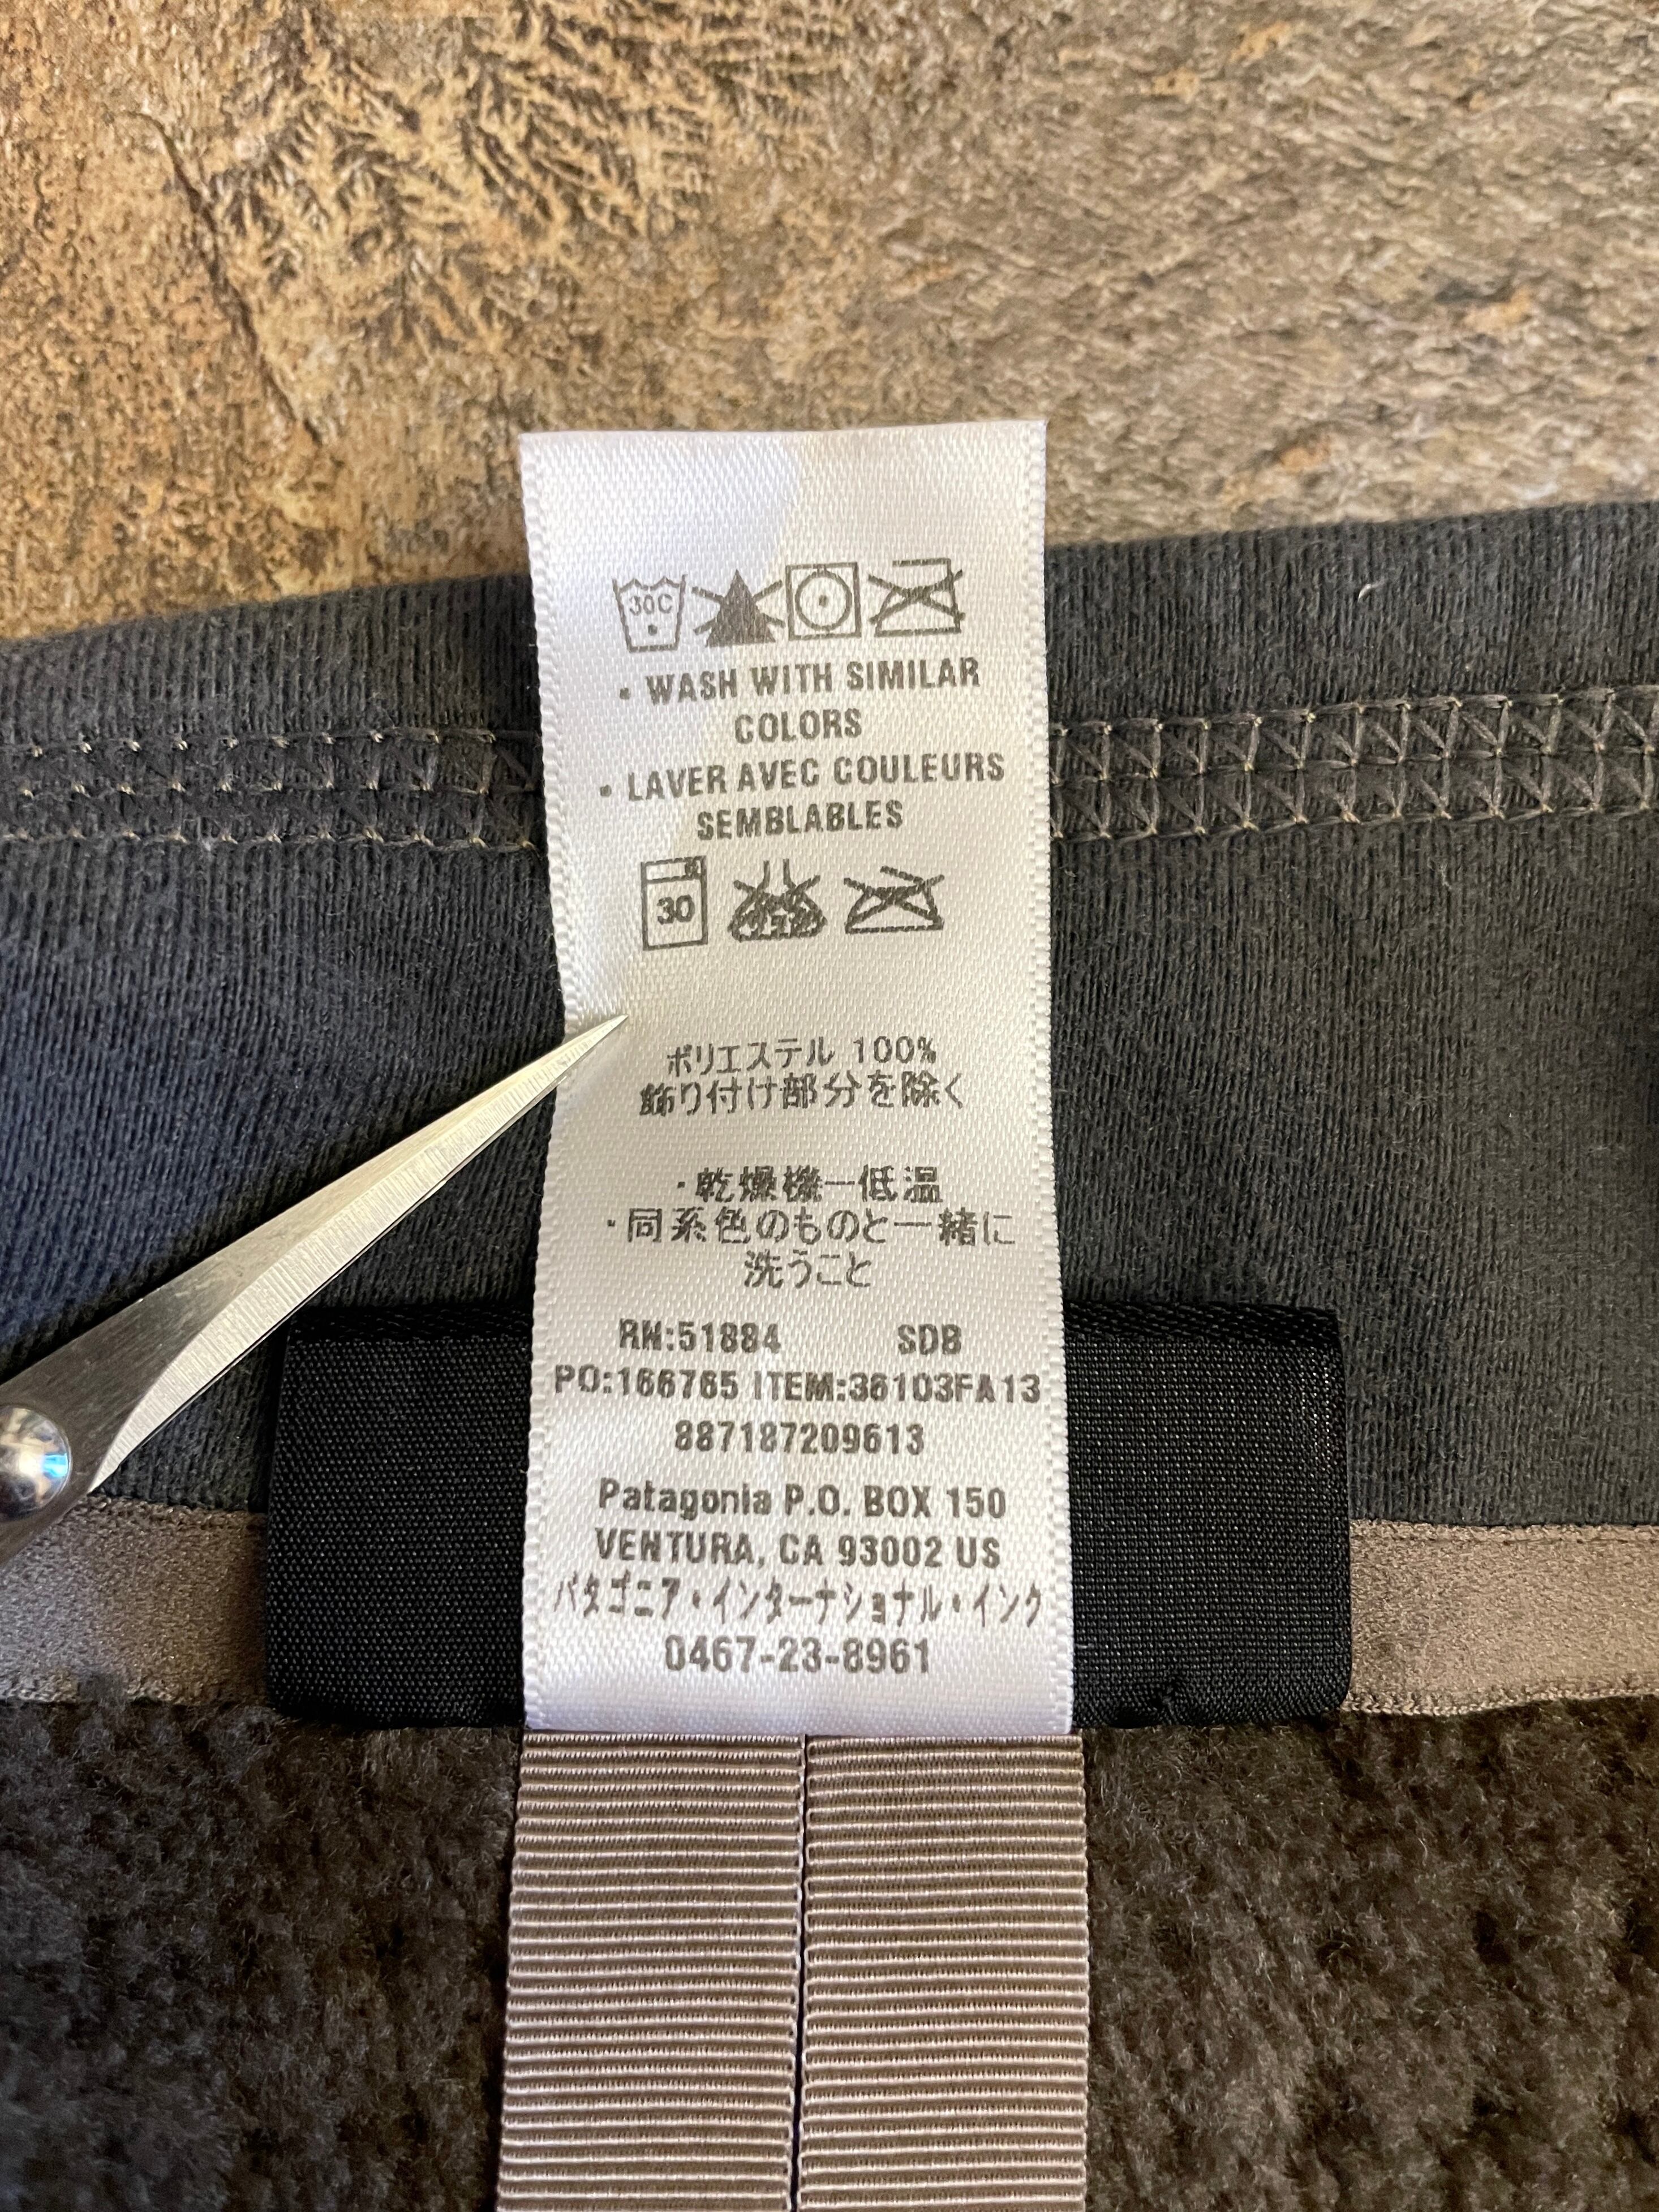 30C
• WASH WITH SIMILAR
COLORS
• LAVER AVEC COULEURS
SEMBLABLES
30
ポリエステル 100%
飾り付け部分を除く
・乾燥機ー低温
・同系色のものと一緒に
洗うこと
RN:51884 SDB
PO:166765 ITEM:36103FA13
887187209613
Patagonia P.O. BOX 150
VENTURA, CA 93002 US
パタゴニア・インターナショナル・インク
0467-23-8961